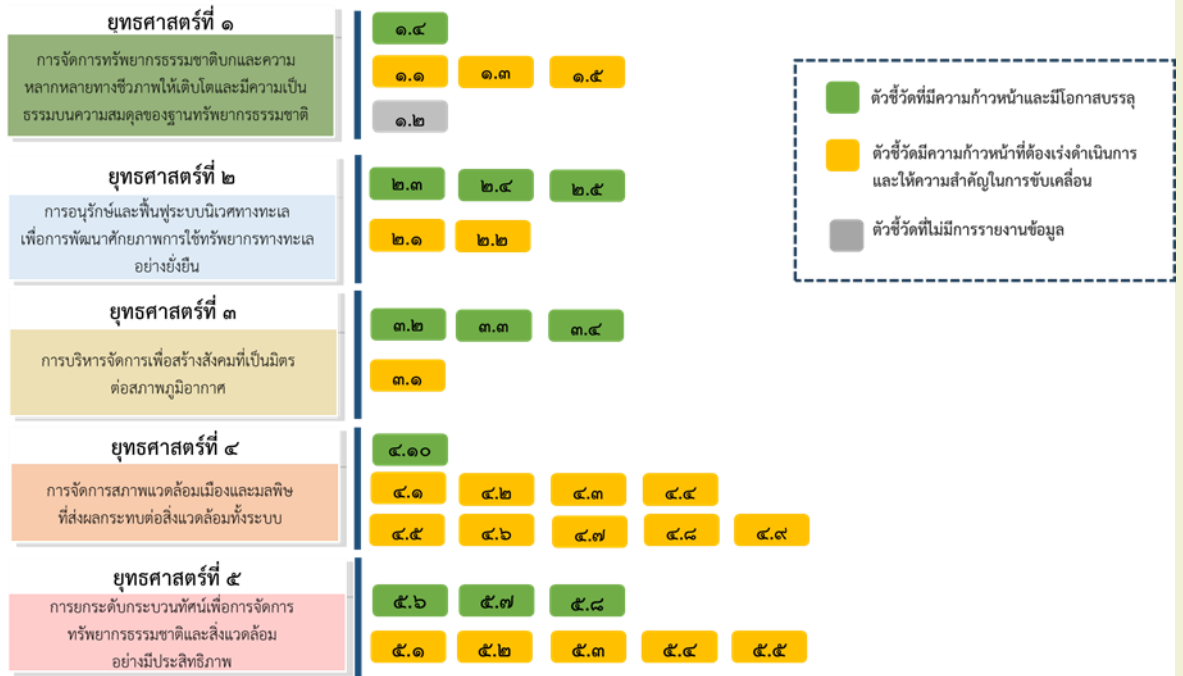 ยุทธศาสตร์ที่ ๑
การจัดการทรัพยากรธรรมชาติบกและความ
หลากหลายทางชีวภาพให้เติบโตและมีความเป็น
ธรรมบนความสมดุลของฐานทรัพยากรธรรมชาติ
๑.๔
๑.๑ ๑.๓ ๑.๕
๑.๒
ยุทธศาสตร์ที่ ๒
การอนุรักษ์และฟื้นฟูระบบนิเวศทางทะเล
เพื่อการพัฒนาศักยภาพการใช้ทรัพยากรทางทะเล
อย่างยั่งยืน
๒.๓ ๒.๔ ๒.๕
๒.๑ ๒.๒
ยุทธศาสตร์ที่ ๓
การบริหารจัดการเพื่อสร้างสังคมที่เป็นมิตร
ต่อสภาพภูมิอากาศ
๓.๒ ๓.๓ ๓.๔
๓.๑
ยุทธศาสตร์ที่ ๔
การจัดการสภาพแวดล้อมเมืองและมลพิษ
ที่ส่งผลกระทบต่อสิ่งแวดล้อมทั้งระบบ
๔.๑๐
๔.๑ ๔.๒ ๔.๓ ๔.๔
๔.๕ ๔.๖ ๔.๗ ๔.๘ ๔.๙
ยุทธศาสตร์ที่ ๕
การยกระดับกระบวนทัศน์เพื่อการจัดการ
ทรัพยากรธรรมชาติและสิ่งแวดล้อม
อย่างมีประสิทธิภาพ
๕.๖ ๕.๗ ๕.๘
๕.๑ ๕.๒ ๕.๓ ๕.๔ ๕.๕
ตัวชี้วัดที่มีความก้าวหน้าและมีโอกาสบรรลุ
ตัวชี้วัดมีความก้าวหน้าที่ต้องเร่งดำเนินการ
และให้ความสำคัญในการขับเคลื่อน
ตัวชี้วัดที่ไม่มีการรายงานข้อมูล